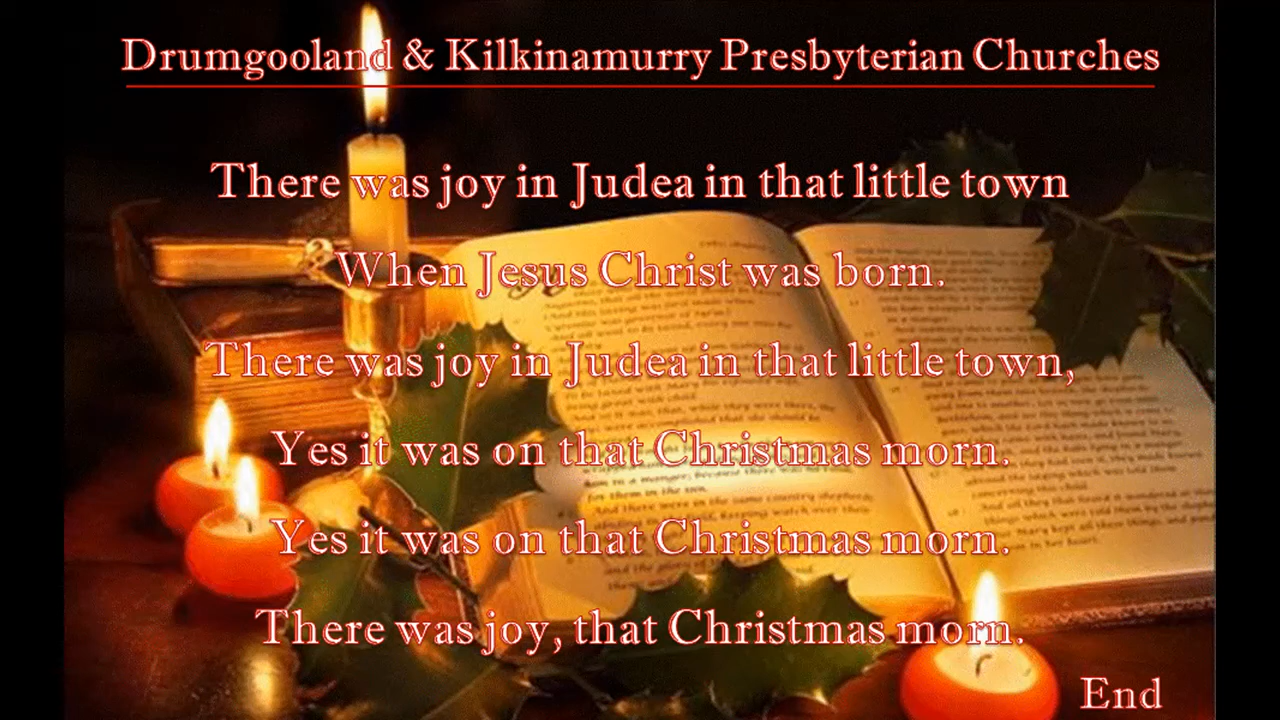 Drumgooland & Kilkinamurry Presbyterian Churches
There was joy in Judea in that little town
When Jesus Christ was born.
There was joy in Judea in that little town,
Yes it was on that Christmas morn.
Yes it was on that Christmas morn.
There was joy, that Christmas morn.
End